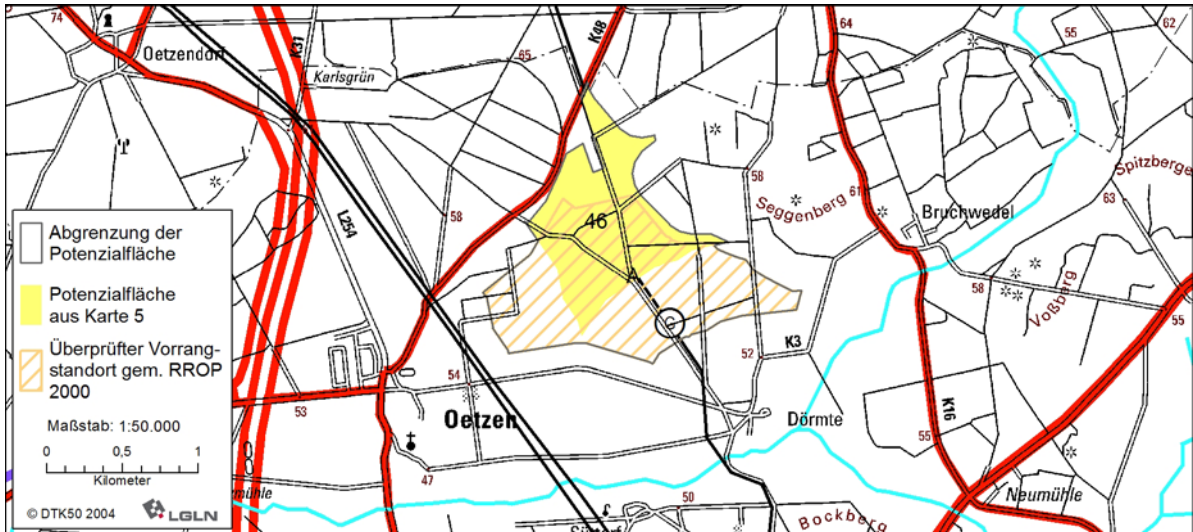 74
Oetzendorf
K31
Karlsgrün
65
K48
64
55
62
58
Seggenberg
61
Spitzberge
63
Bruchwedel
46
58
L254
A
G
58
Voßberg
55
52
K3
54
53
Oetzen
Dörmte
K16
55
47
Neumühle
50
Bockberg
Abgrenzung der
Potenzialfläche
Potenzialfläche
aus Karte 5
Überprüfter Vorrang-
standort gem. RROP
2000
Maßstab: 1:50.000
0 0,5 1
Kilometer
© DTK50 2004 LGLN